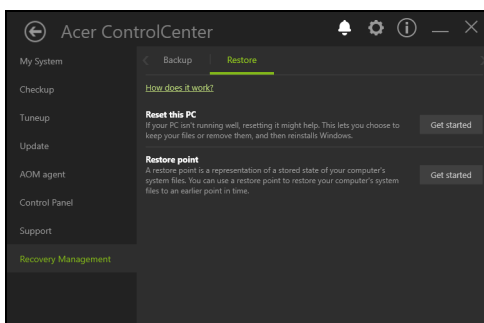 Acer ControlCenter
My System
Checkup
Tuneup
Update
AOM agent
Control Panel
Support
Recovery Management
Backup
Restore
How does it work?
Reset this PC
If your PC isn't running well, resetting it might help. This lets you choose to
keep your files or remove them, and then reinstalls Windows.
Get started
Restore point
A restore point is a representation of a stored state of your computer's
system files. You can use a restore point to restore your computer's system
files to an earlier point in time.
Get started